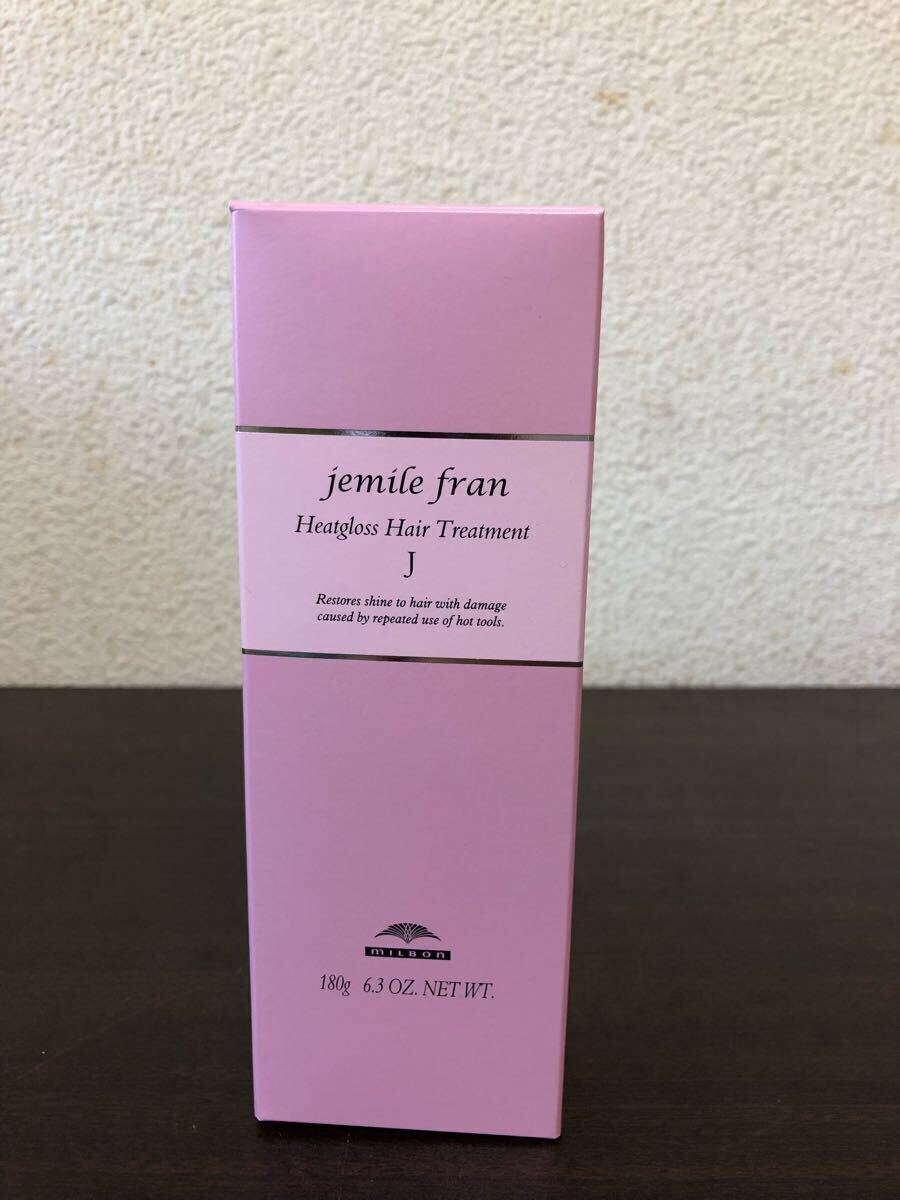 jemile fran
Heatgloss Hair Treatment
J
Restores shine to hair with damage
caused by repeated use of hot tools.
MILBON
180g 6.3 OZ. NET WT.